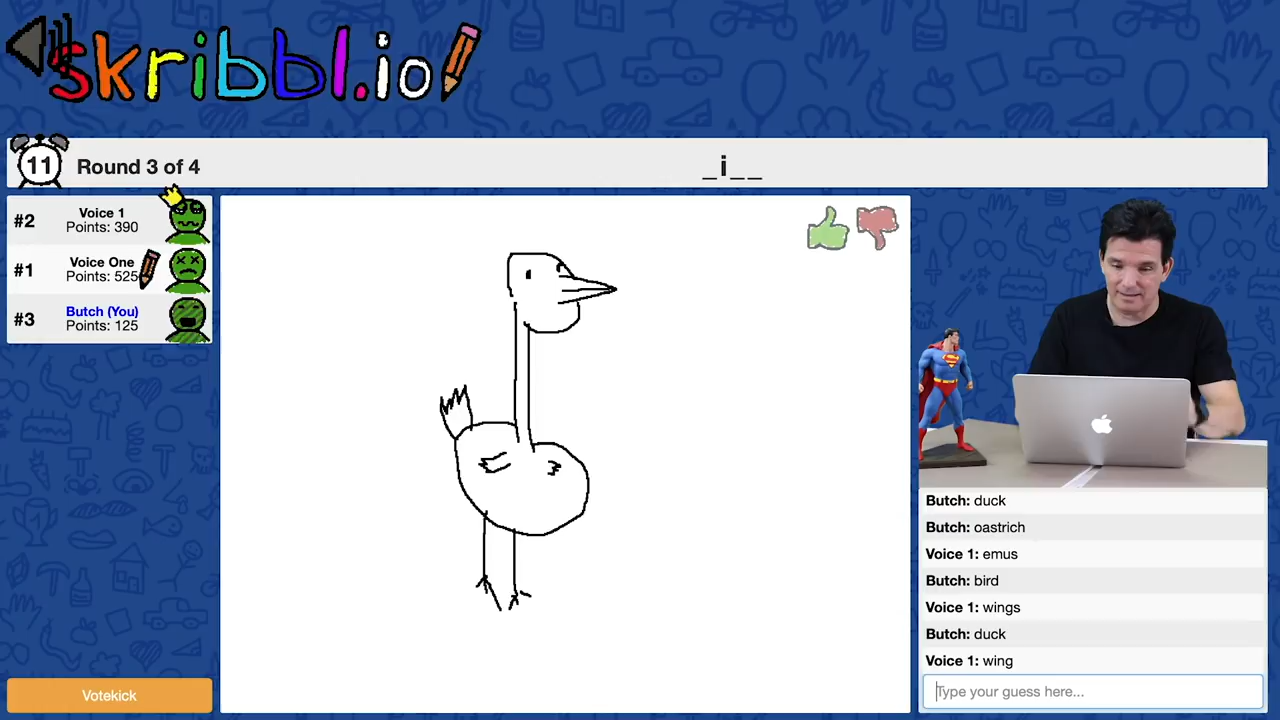 skribbl.io
11
Round 3 of 4
_i__
#2
Voice 1
Points: 390
#1
Voice One
Points: 525
#3
Butch (You)
Points: 125
Butch: duck
Butch: oastrich
Voice 1: emus
Butch: bird
Voice 1: wings
Butch: duck
Voice 1: wing
Type your guess here...
Votekick